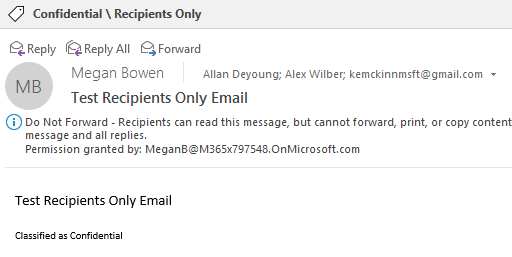 Confidential \ Recipients Only
Reply Reply All Forward
MB
Megan Bowen Allan Deyoung; Alex Wilber; kemckinnmsft@gmail.com
Test Recipients Only Email
Do Not Forward - Recipients can read this message, but cannot forward, print, or copy content
message and all replies.
Permission granted by: MeganB@M365x797548.OnMicrosoft.com
Test Recipients Only Email
Classified as Confidential